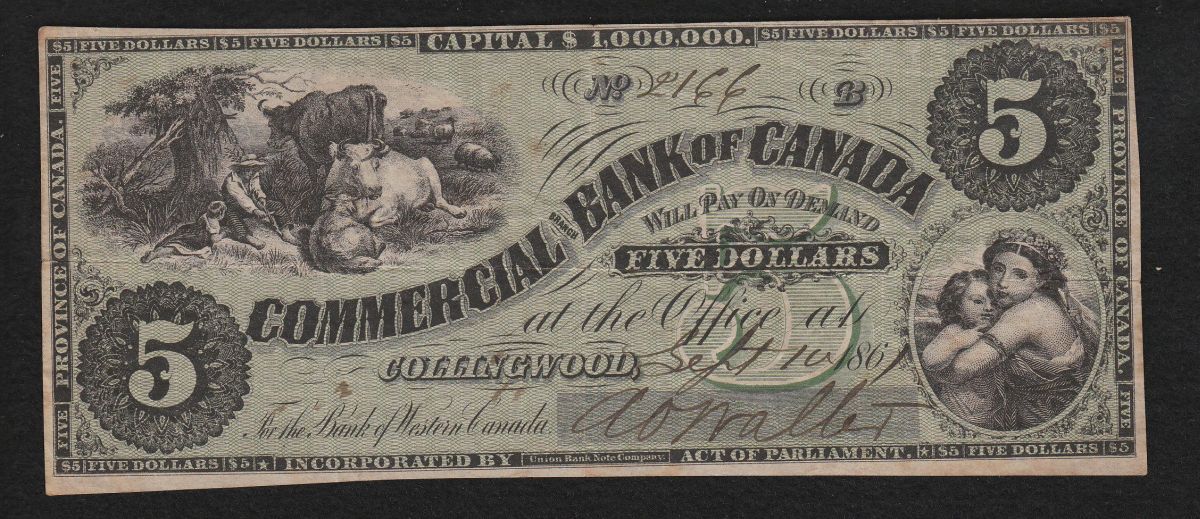 $5 FIVE DOLLARS $5 FIVE DOLLARS $5 CAPITAL $ 1,000,000. $5 FIVE DOLLARS $5 FIVE DOLLARS $5
FIVE PROVINCE OF CANADA. FIVE
No 2166 B
5
COMMERCIAL BANK OF CANADA
WILL PAY ON DEMAND
FIVE DOLLARS
5
at the Office at
COLLINGWOOD, Sept 10 1861
5
For the Bank of Western Canada
FIVE PROVINCE OF CANADA. FIVE
$5 FIVE DOLLARS $5 INCORPORATED BY Union Bank Note Company. ACT OF PARLIAMENT. $5 FIVE DOLLARS $5